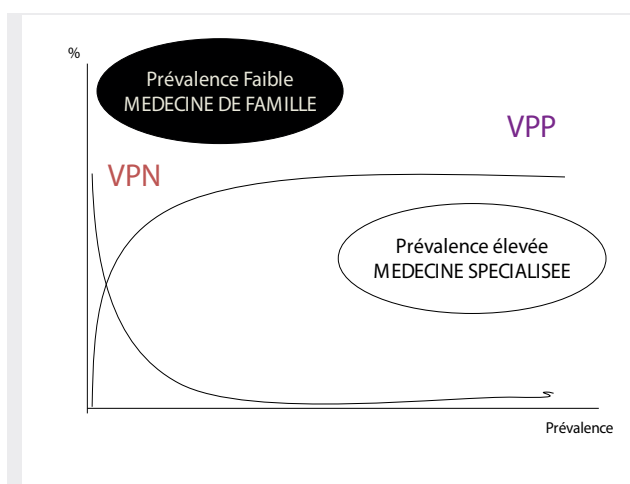 %
Prévalence Faible
MEDECINE DE FAMILLE
VPP
VPN
Prévalence élevée
MEDECINE SPECIALISEE
Prévalence